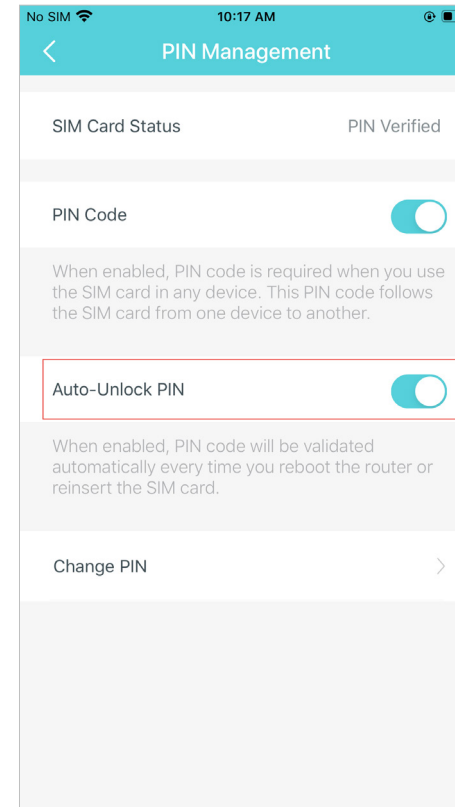 No SIM 10:17 AM
PIN Management
SIM Card Status PIN Verified
PIN Code
When enabled, PIN code is required when you use
the SIM card in any device. This PIN code follows
the SIM card from one device to another.
Auto-Unlock PIN
When enabled, PIN code will be validated
automatically every time you reboot the router or
reinsert the SIM card.
Change PIN